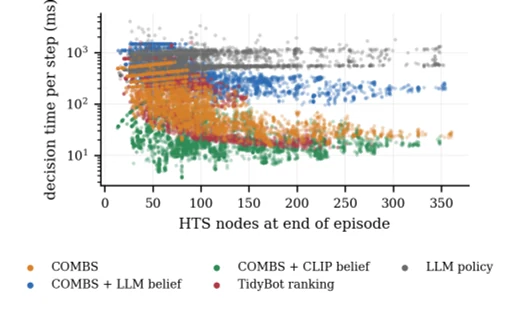 decision time per step (ms)
10³
10²
10¹
0 50 100 150 200 250 300 350
HTS nodes at end of episode
COMBS COMBS + CLIP belief LLM policy
COMBS + LLM belief TidyBot ranking